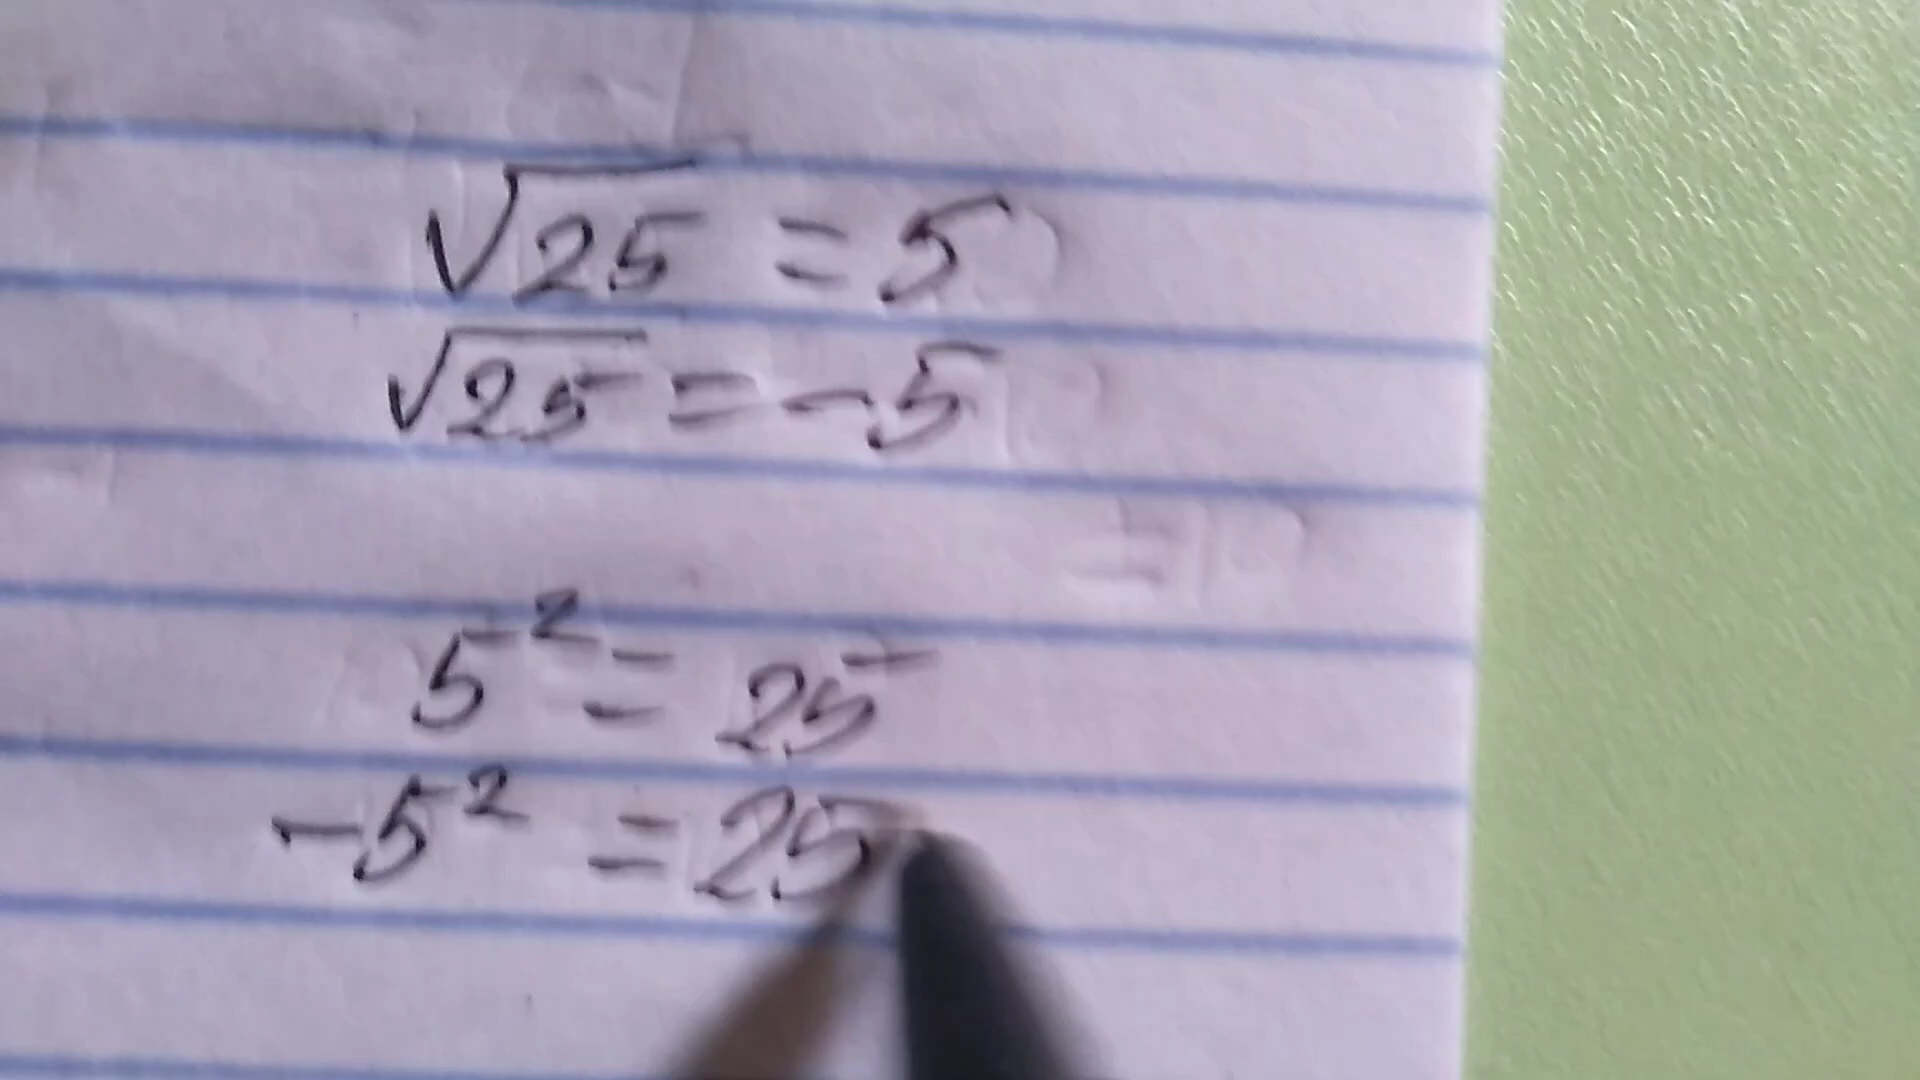 √25 = 5
√25 = -5
5² = 25
-5² = 25